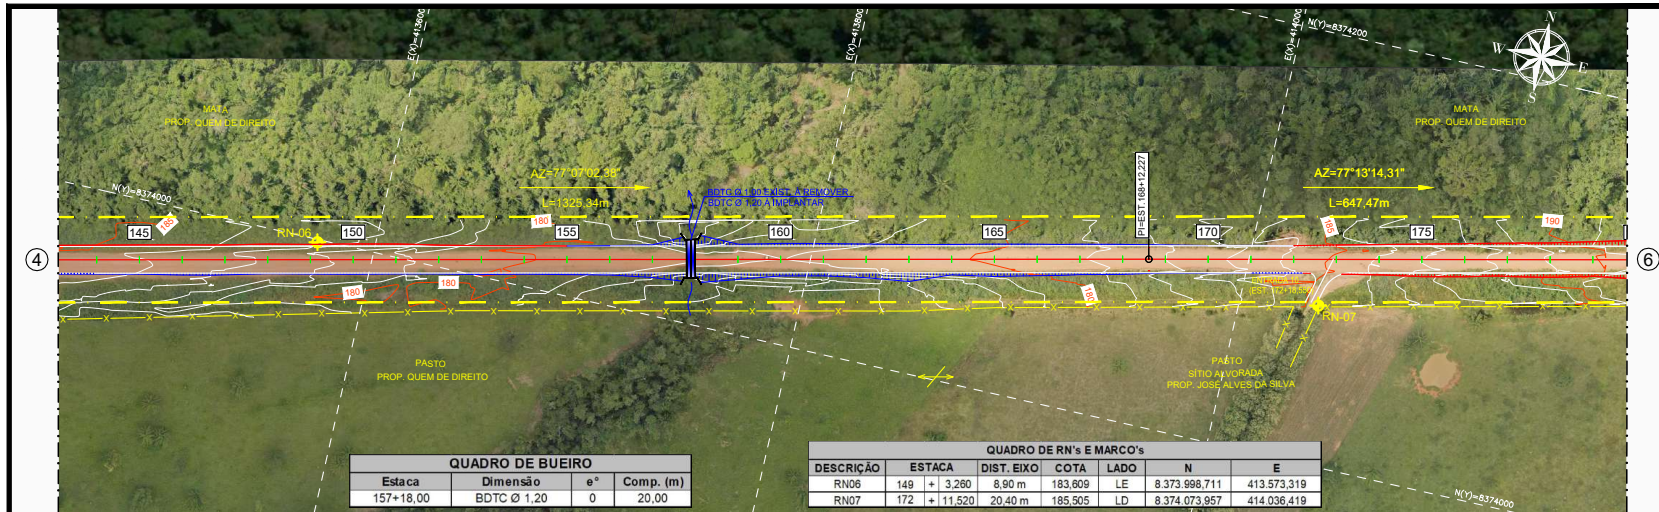 E(X)=413600
E(X)=413800
E(X)=414000
N(Y)=8374200
N
W
E
S
MATA
PROP. QUEM DE DIREITO
MATA
PROP. QUEM DE DIREITO
N(Y)=8374000
AZ=77°07'02,38"
L=1325,34m
BDTC Ø 1,00 EXIST. A REMOVER
BDTC Ø 1,20 A IMPLANTAR
PI=EST.168+12,227
AZ=77°13'14,31"
L=647,47m
145
185
RN-06
150
180
155
160
165
170
185
175
190
4
6
180
180
180
RN-07
PASTO
PROP. QUEM DE DIREITO
PASTO
SÍTIO ALVORADA
PROP. JOSÉ ALVES DA SILVA
QUADRO DE BUEIRO
Estaca Dimensão e° Comp. (m)
157+18,00 BDTC Ø 1,20 0 20,00
QUADRO DE RN's E MARCO's
DESCRIÇÃO ESTACA DIST. EIXO COTA LADO N E
RN06 149 + 3,260 8,90 m 183,609 LE 8.373.998,711 413.573,319
RN07 172 + 11,520 20,40 m 185,505 LD 8.374.073,957 414.036,419
N(Y)=8374000